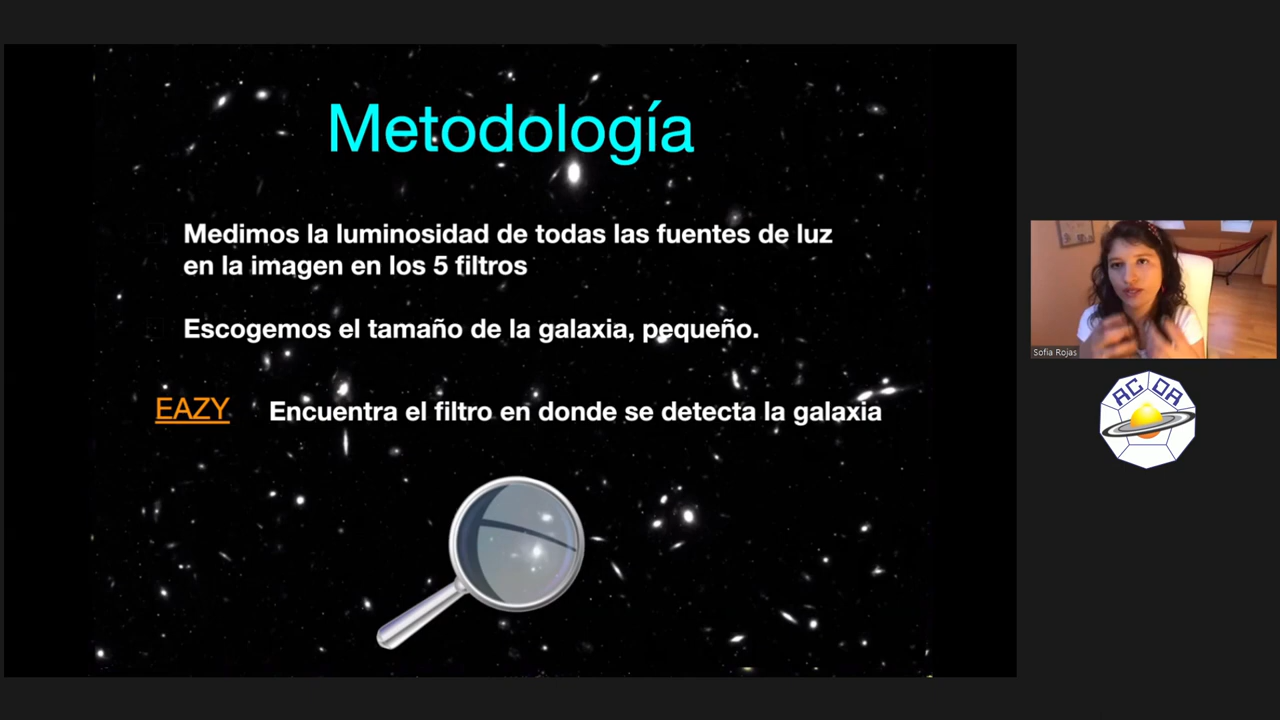 Metodología
Medimos la luminosidad de todas las fuentes de luz
en la imagen en los 5 filtros
Escogemos el tamaño de la galaxia, pequeño.
EAZY Encuentra el filtro en donde se detecta la galaxia
Sofia Rojas
ACOA